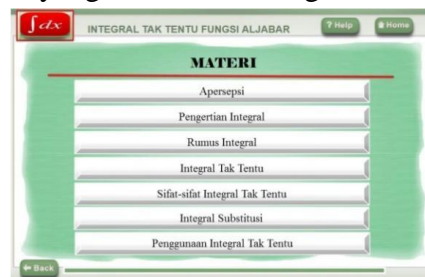 ∫dx
INTEGRAL TAK TENTU FUNGSI ALJABAR
? Help
Home
MATERI
Apersepsi
Pengertian Integral
Rumus Integral
Integral Tak Tentu
Sifat-sifat Integral Tak Tentu
Integral Substitusi
Penggunaan Integral Tak Tentu
Back